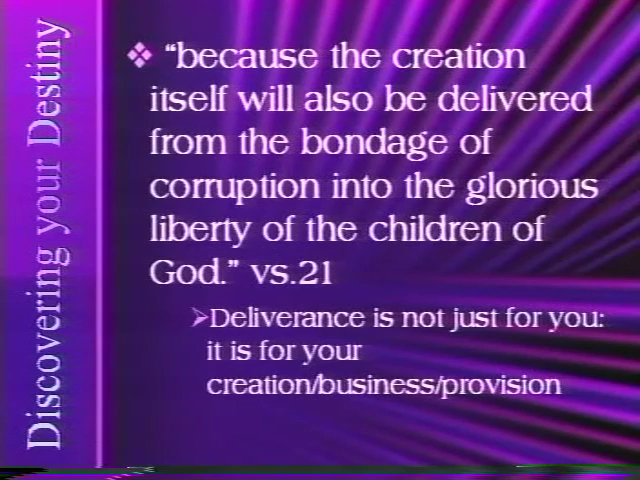 Discovering your Destiny
❖ “because the creation
itself will also be delivered
from the bondage of
corruption into the glorious
liberty of the children of
God.” vs.21
➢Deliverance is not just for you:
it is for your
creation/business/provision